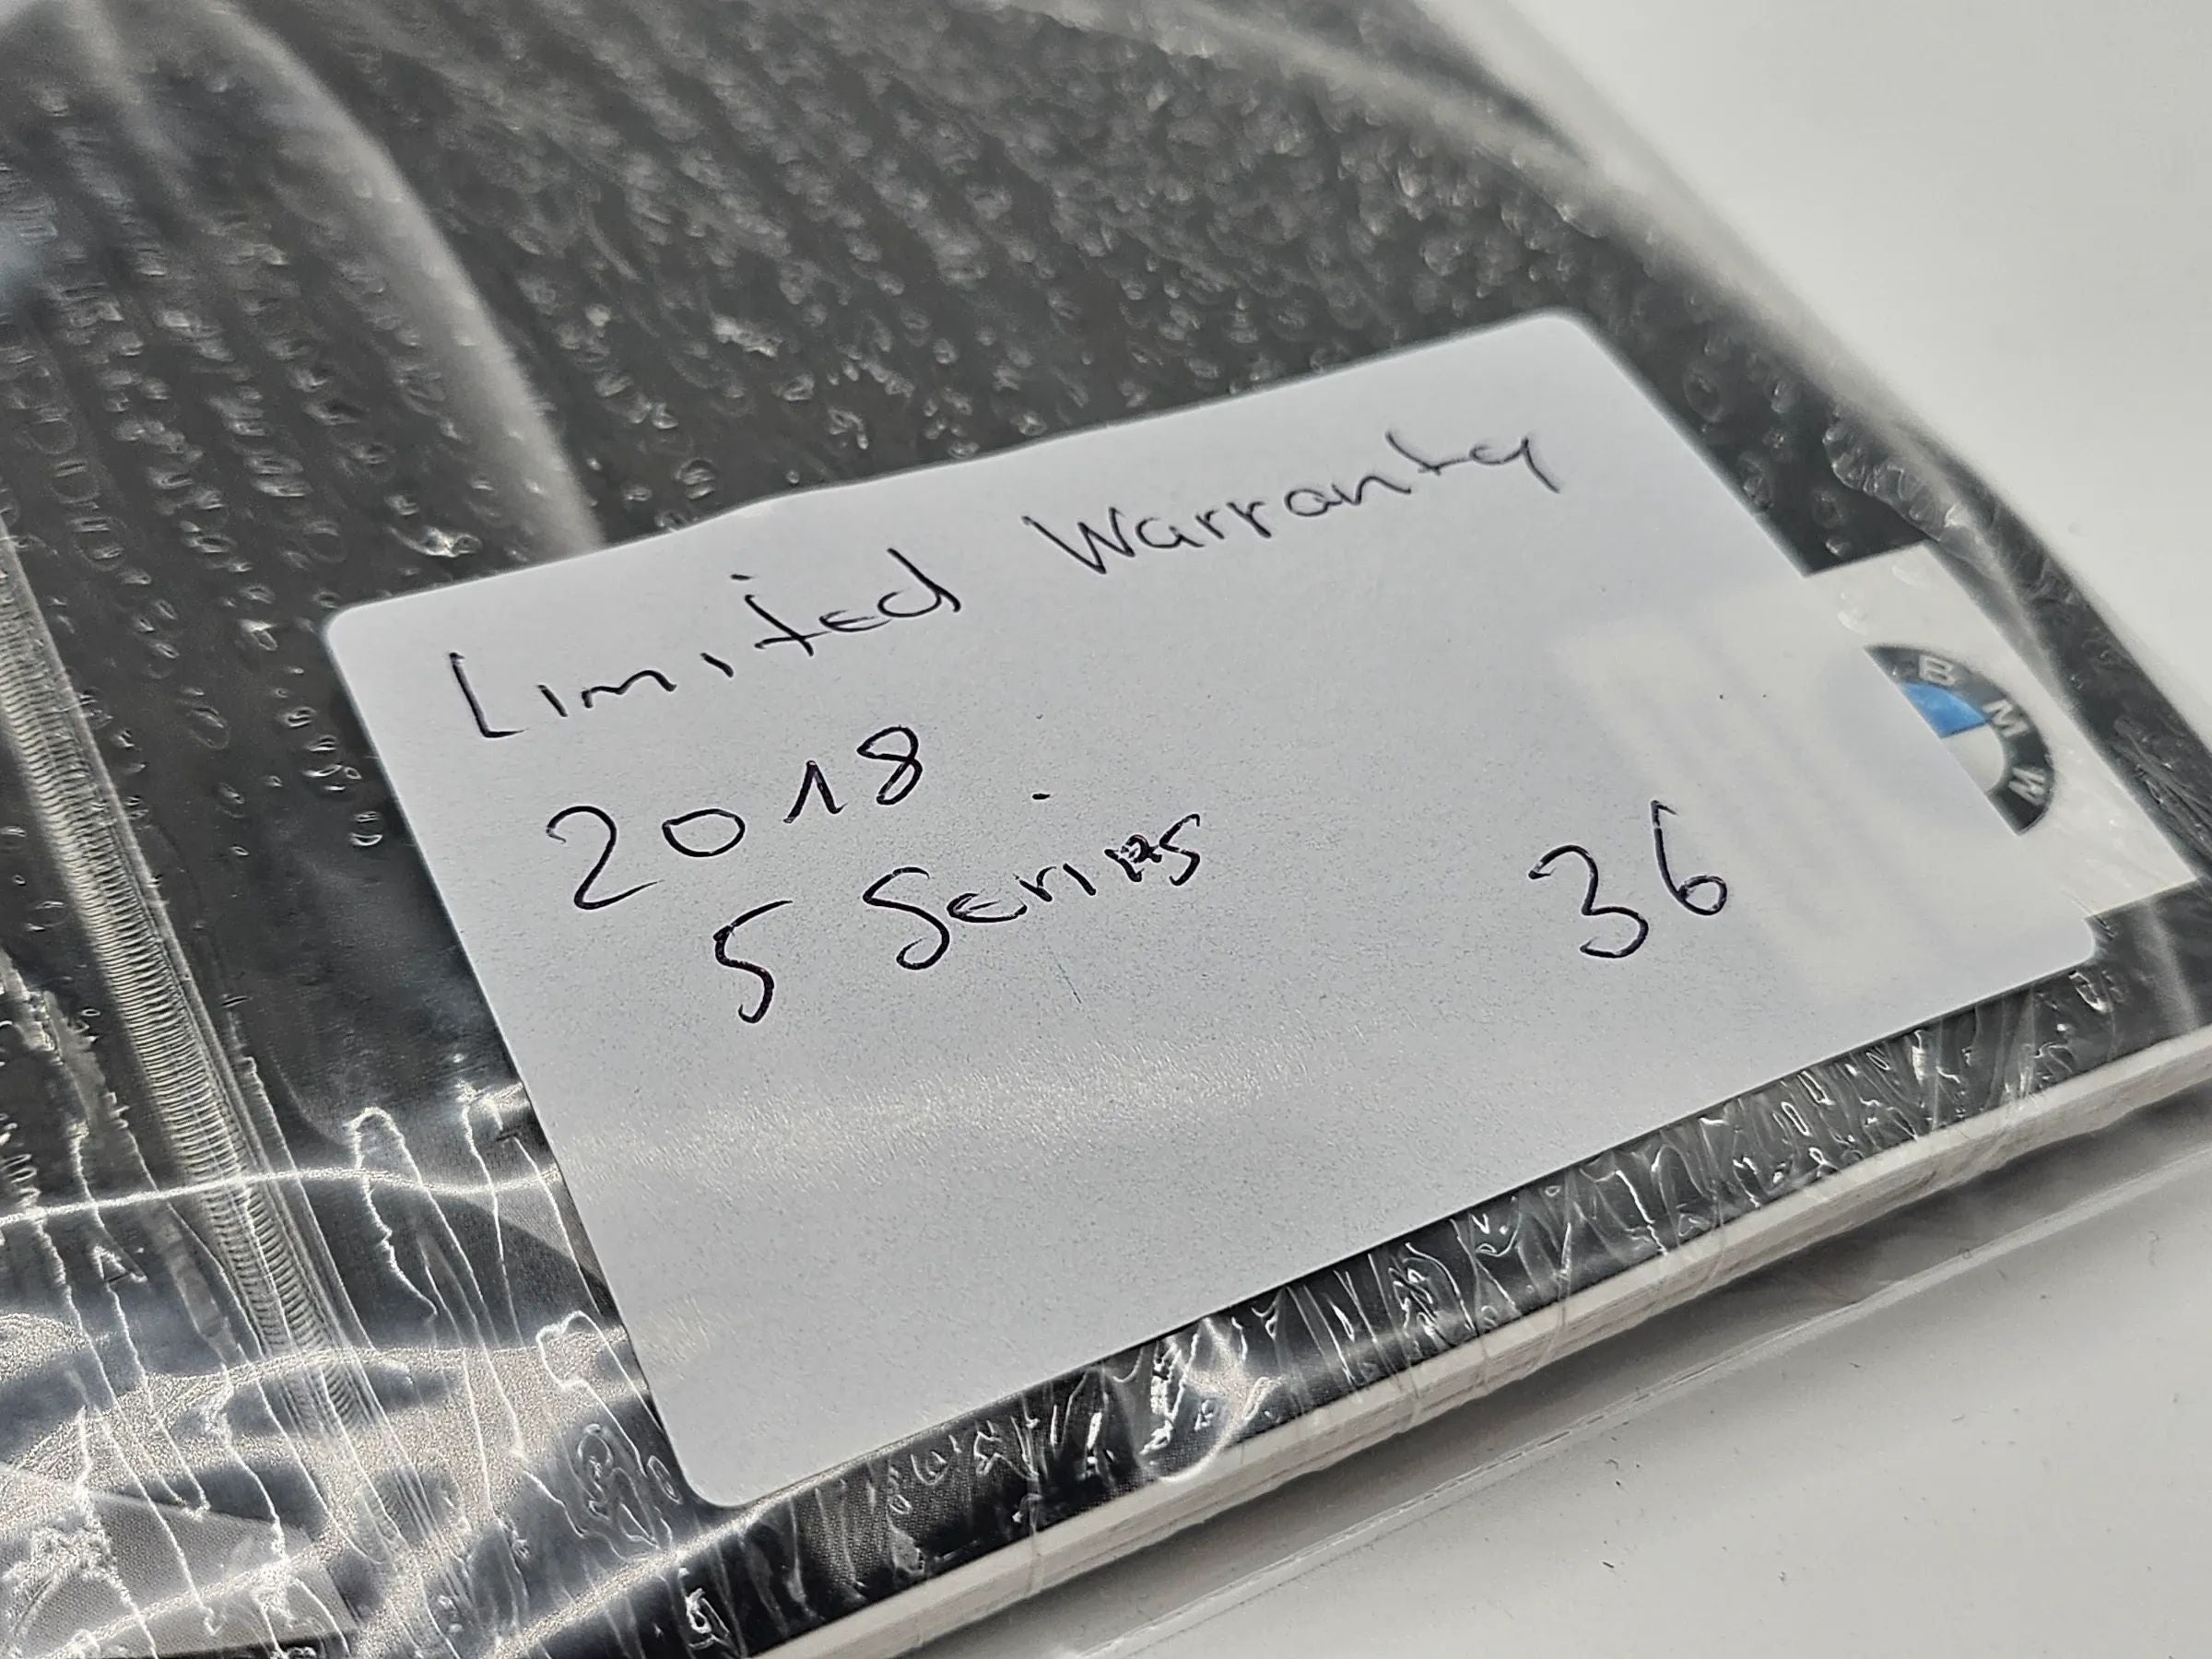 Limited Warranty
2018
5 Series 36
BMW